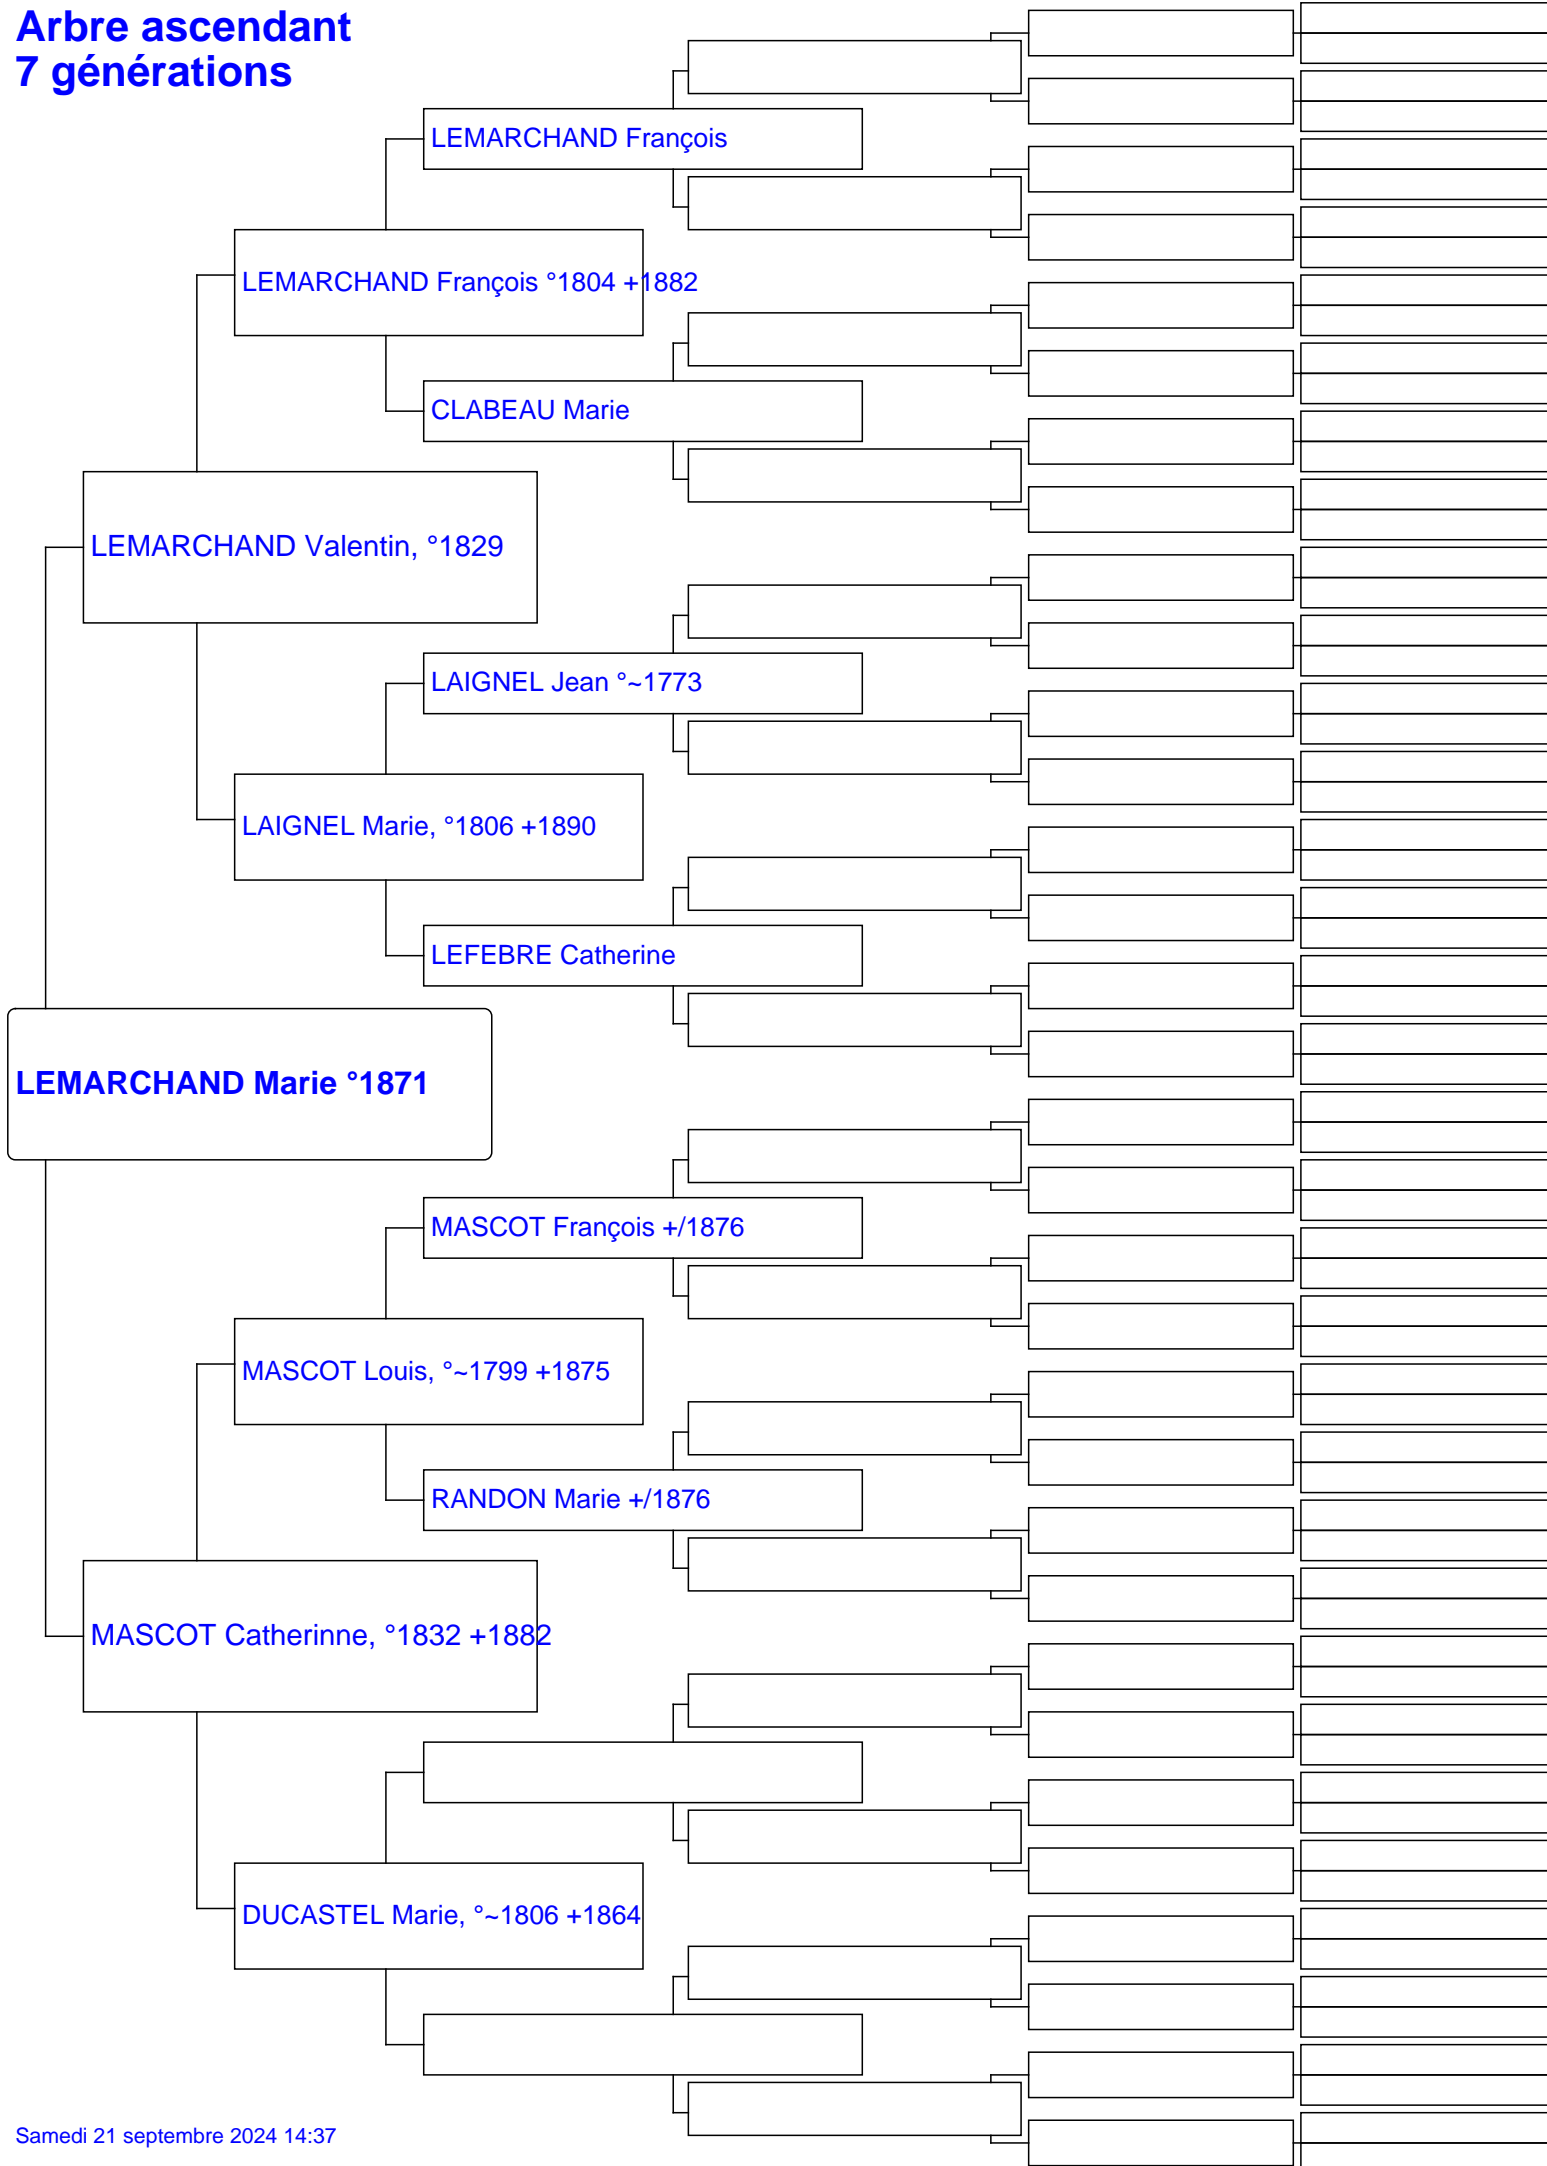 Arbre ascendant
7 générations
LEMARCHAND François
LEMARCHAND François °1804 +1882
CLABEAU Marie
LEMARCHAND Valentin, °1829
LAIGNEL Jean °~1773
LAIGNEL Marie, °1806 +1890
LEFEBRE Catherine
LEMARCHAND Marie °1871
MASCOT François +/1876
MASCOT Louis, °~1799 +1875
RANDON Marie +/1876
MASCOT Catherinne, °1832 +1882
DUCASTEL Marie, °~1806 +1864
Samedi 21 septembre 2024 14:37